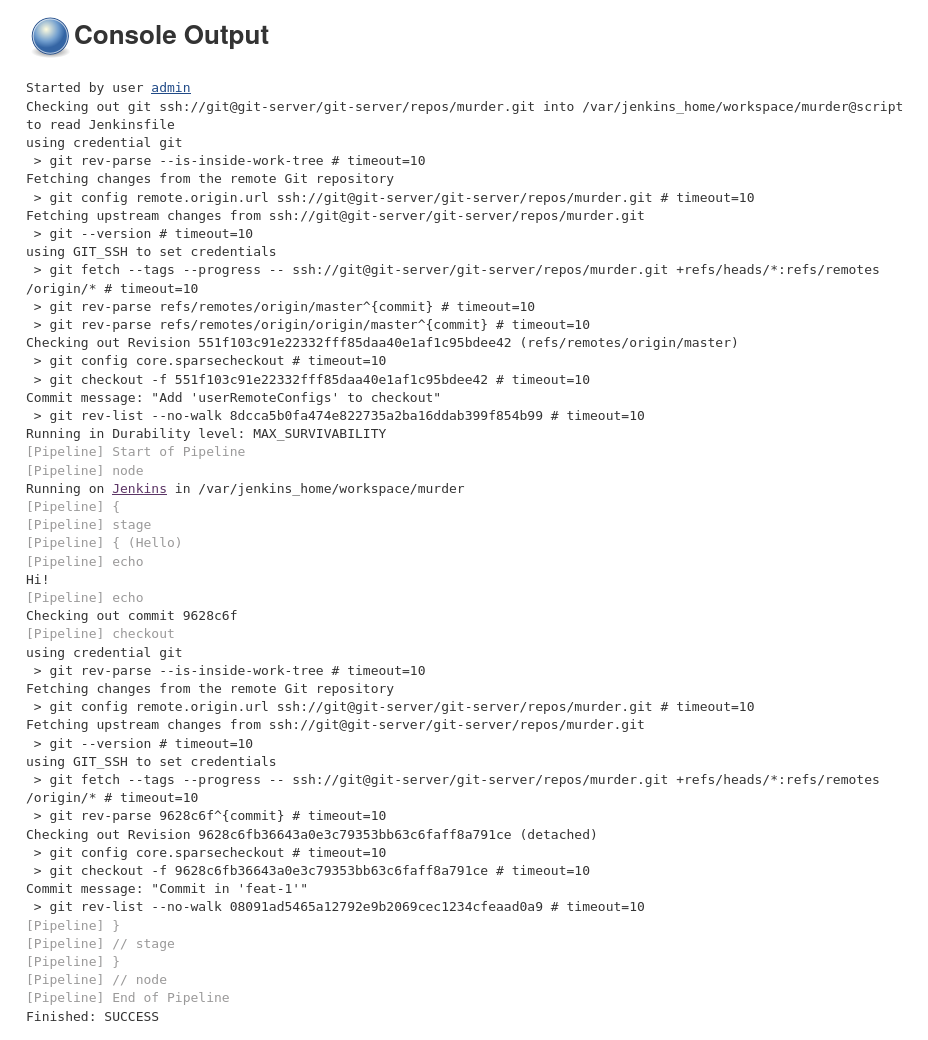 Console Output
Started by user admin
Checking out git ssh://git@git-server/git-server/repos/murder.git into /var/jenkins_home/workspace/murder@script
to read Jenkinsfile
using credential git
 > git rev-parse --is-inside-work-tree # timeout=10
Fetching changes from the remote Git repository
 > git config remote.origin.url ssh://git@git-server/git-server/repos/murder.git # timeout=10
Fetching upstream changes from ssh://git@git-server/git-server/repos/murder.git
 > git --version # timeout=10
using GIT_SSH to set credentials
 > git fetch --tags --progress -- ssh://git@git-server/git-server/repos/murder.git +refs/heads/*:refs/remotes
/origin/* # timeout=10
 > git rev-parse refs/remotes/origin/master^{commit} # timeout=10
 > git rev-parse refs/remotes/origin/origin/master^{commit} # timeout=10
Checking out Revision 551f103c91e22332fff85daa40e1af1c95bdee42 (refs/remotes/origin/master)
 > git config core.sparsecheckout # timeout=10
 > git checkout -f 551f103c91e22332fff85daa40e1af1c95bdee42 # timeout=10
Commit message: "Add 'userRemoteConfigs' to checkout"
 > git rev-list --no-walk 8dcca5b0fa474e822735a2ba16ddab399f854b99 # timeout=10
Running in Durability level: MAX_SURVIVABILITY
[Pipeline] Start of Pipeline
[Pipeline] node
Running on Jenkins in /var/jenkins_home/workspace/murder
[Pipeline] {
[Pipeline] stage
[Pipeline] { (Hello)
[Pipeline] echo
Hi!
[Pipeline] echo
Checking out commit 9628c6f
[Pipeline] checkout
using credential git
 > git rev-parse --is-inside-work-tree # timeout=10
Fetching changes from the remote Git repository
 > git config remote.origin.url ssh://git@git-server/git-server/repos/murder.git # timeout=10
Fetching upstream changes from ssh://git@git-server/git-server/repos/murder.git
 > git --version # timeout=10
using GIT_SSH to set credentials
 > git fetch --tags --progress -- ssh://git@git-server/git-server/repos/murder.git +refs/heads/*:refs/remotes
/origin/* # timeout=10
 > git rev-parse 9628c6f^{commit} # timeout=10
Checking out Revision 9628c6fb36643a0e3c79353bb63c6faff8a791ce (detached)
 > git config core.sparsecheckout # timeout=10
 > git checkout -f 9628c6fb36643a0e3c79353bb63c6faff8a791ce # timeout=10
Commit message: "Commit in 'feat-1'"
 > git rev-list --no-walk 08091ad5465a12792e9b2069cec1234cfeaad0a9 # timeout=10
[Pipeline] }
[Pipeline] // stage
[Pipeline] }
[Pipeline] // node
[Pipeline] End of Pipeline
Finished: SUCCESS